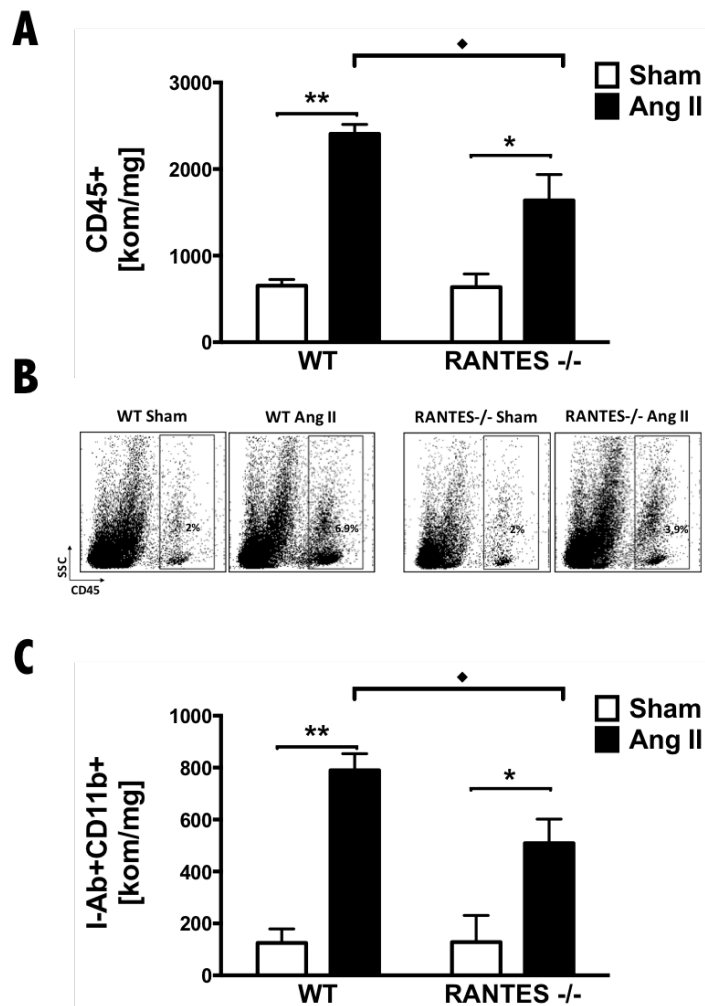 A
◆
Sham
Ang II
3000
**
2000
*
1000
0
CD45+
[kom/mg]
WT
RANTES -/-
B
WT Sham
WT Ang II
RANTES-/- Sham
RANTES-/- Ang II
2%
6.9%
2%
3,9%
SSC
CD45
C
◆
Sham
Ang II
1000
**
800
*
600
400
200
0
I-Ab+CD11b+
[kom/mg]
WT
RANTES -/-